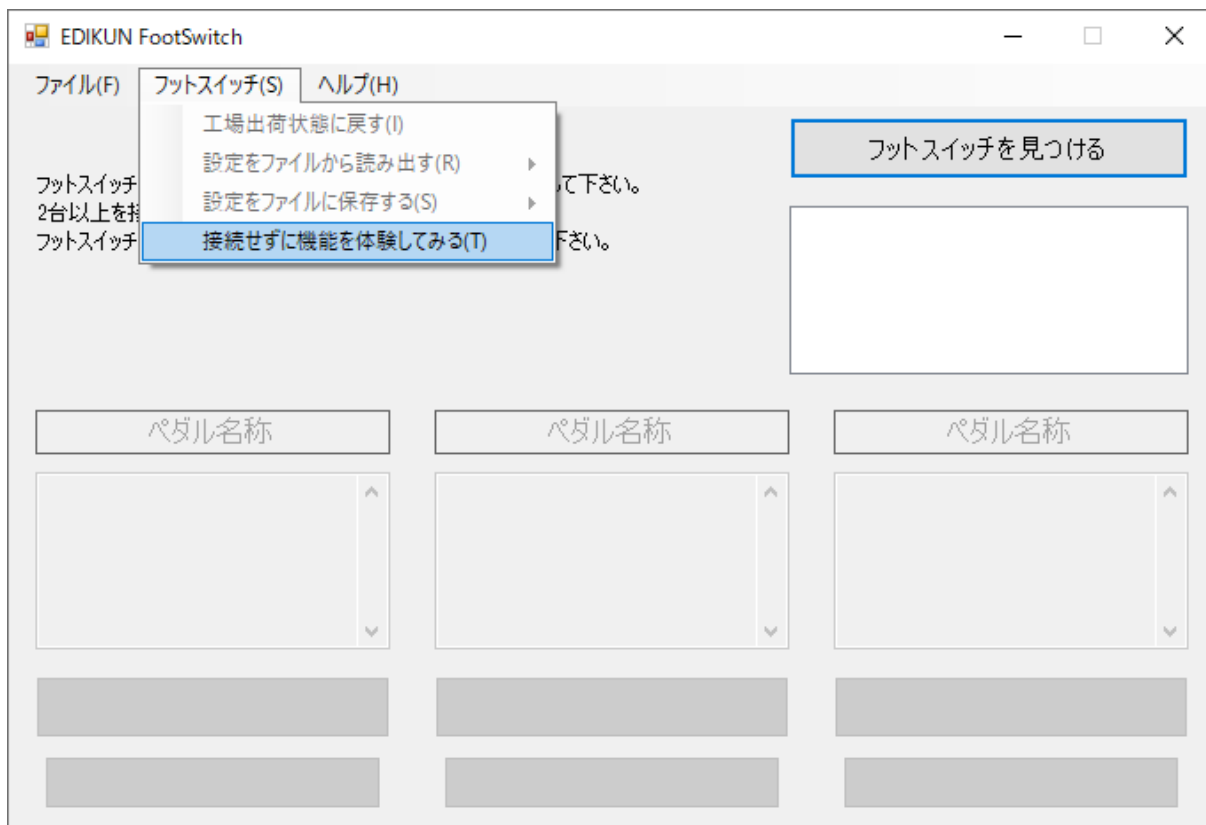 EDIKUN FootSwitch
ファイル(F) フットスイッチ(S) ヘルプ(H)
工場出荷状態に戻す(I)
設定をファイルから読み出す(R)
設定をファイルに保存する(S)
接続せずに機能を体験してみる(T)
フットスイッチを見つける
フットスイッチ て下さい。
2台以上を
フットスイッチ 下さい。
ペダル名称 ペダル名称 ペダル名称